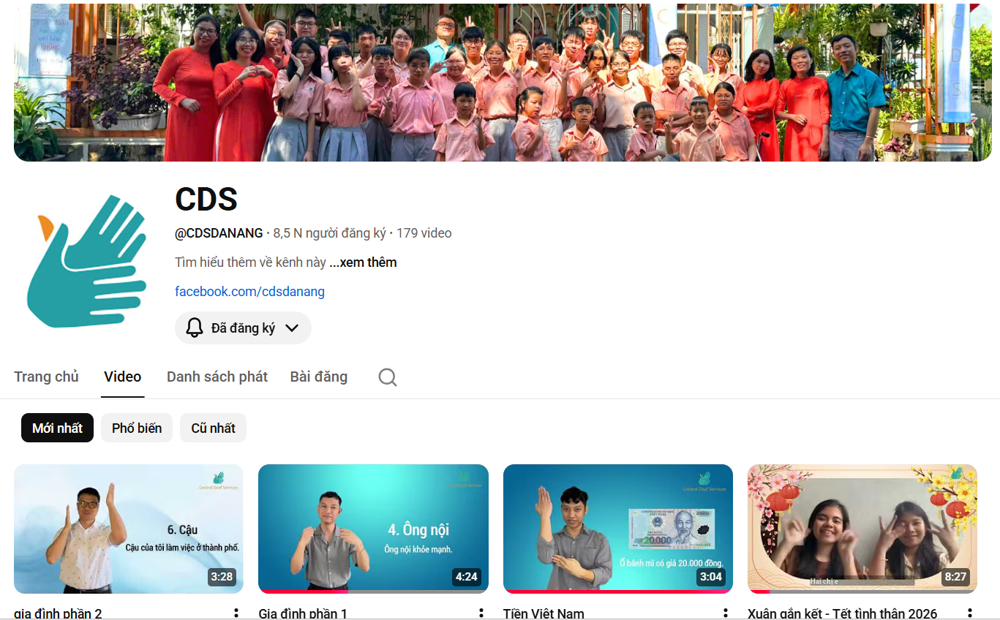 C
D
S
CDS
@CDSDANANG · 8,5 N người đăng ký · 179 video
Tìm hiểu thêm về kênh này ...xem thêm
facebook.com/cdsdanang
Đã đăng ký
Trang chủ Video Danh sách phát Bài đăng
Mới nhất Phổ biến Cũ nhất
Central Deaf Services
6. Cậu
Cậu của tôi làm việc ở thành phố.
3:28
Central Deaf Services
4. Ông nội
Ông nội khỏe mạnh.
4:24
Central Deaf Services
20000
Ổ bánh mì có giá 20.000 đồng.
3:04
Hai chị e
8:27
gia đình phần 2
Gia đình phần 1
Tiền Việt Nam
Xuân gắn kết - Tết tình thân 2026